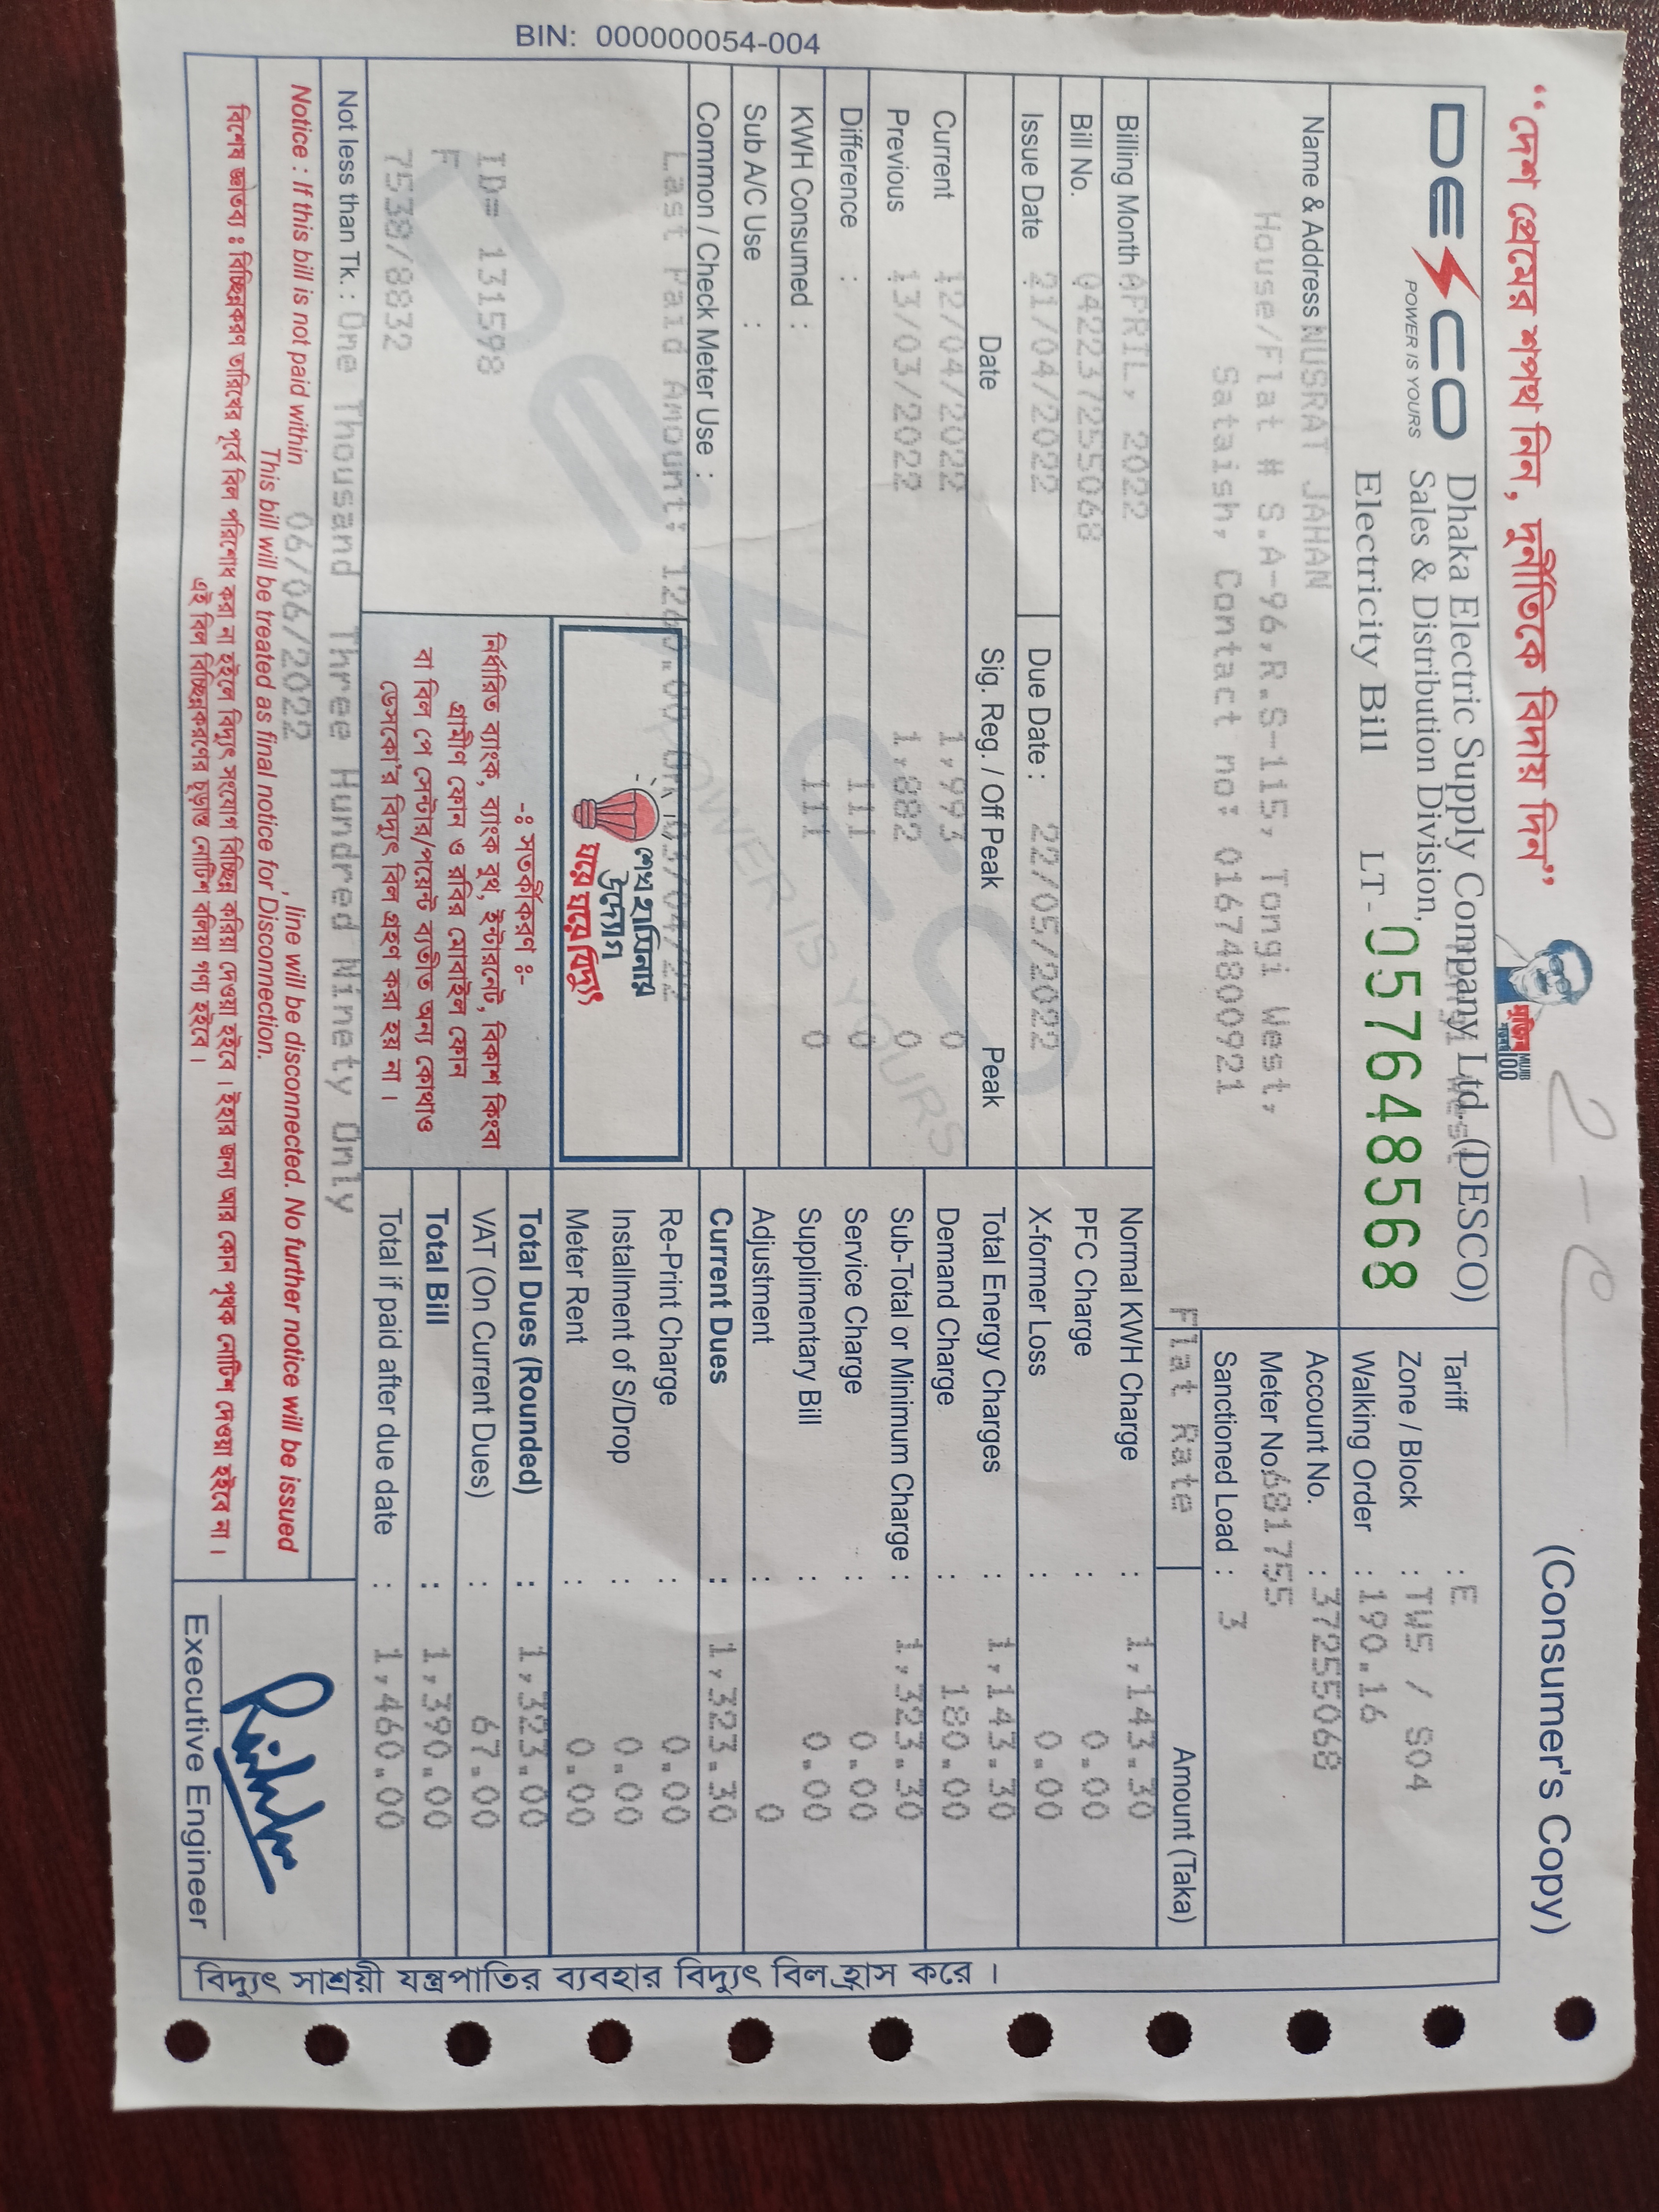 "দেশ প্রেমের শপথ নিন, দুর্নীতিকে বিদায় দিন"
(Consumer's Copy)
MUJIB
100
DESCO
POWER IS YOURS
Dhaka Electric Supply Company Ltd. (DESCO)
Sales & Distribution Division,
Electricity Bill LT- 057648568
Tariff : E
Zone / Block : TW5 / S04
Walking Order : 190.16
Account No. : 37255068
Meter No. 681755
Sanctioned Load : 3
Name & Address NUSRAT JAHAN
House/Flat # S.A-96,R.S-115, Tongi West,
Sataish, Contact no: 01674800921
Flat Rate
Amount (Taka)
Billing Month APRIL, 2022
Bill No. 042237255068
Issue Date : 21/04/2022 Due Date : 22/05/2022
Date Sig. Reg. / Off Peak Peak
Current 12/04/2022 1,993 0
Previous 13/03/2022 1,882 0
Difference : 111 0
KWH Consumed : 111 0
Sub A/C Use :
Common / Check Meter Use :
Last Paid Amount: 1260.00 On 03/04/22
ID= 131598
F
7538/8832
Normal KWH Charge : 1,143.30
PFC Charge : 0.00
X-former Loss : 0.00
Total Energy Charges : 1,143.30
Demand Charge : 180.00
Sub-Total or Minimum Charge : 1,323.30
Service Charge : 0.00
Supplimentary Bill : 0.00
Adjustment : 0
Current Dues : 1,323.30
Re-Print Charge : 0.00
Installment of S/Drop : 0.00
Meter Rent : 0.00
Total Dues (Rounded) : 1,323.00
VAT (On Current Dues) : 67.00
Total Bill : 1,390.00
Total if paid after due date : 1,460.00
শেখ হাসিনার
উদ্যোগ
ঘরে ঘরে বিদ্যুৎ
-ঃ সতর্কীকরণ ঃ-
নির্ধারিত ব্যাংক, ব্যাংক বুথ, ইন্টারনেট, বিকাশ কিংবা
গ্রামীণ ফোন ও রবির মোবাইল ফোন
বা বিল পে সেন্টার/পয়েন্ট ব্যতীত অন্য কোথাও
ডেসকো'র বিদ্যুৎ বিল গ্রহণ করা হয় না।
Not less than Tk. : One Thousand Three Hundred Ninety Only
Notice : If this bill is not paid within 06/06/2022 , line will be disconnected. No further notice will be issued
This bill will be treated as final notice for Disconnection.
বিশেষ জ্ঞাতব্য ঃ বিচ্ছিন্নকরণ তারিখের পূর্বে বিল পরিশোধ করা না হইলে বিদ্যুৎ সংযোগ বিচ্ছিন্ন করিয়া দেওয়া হইবে। ইহার জন্য আর কোন পৃথক নোটিশ দেওয়া হইবে না।
এই বিল বিচ্ছিন্নকরণের চুড়ান্ত নোটিশ বলিয়া গণ্য হইবে।
Executive Engineer
BIN: 000000054-004
বিদ্যুৎ সাশ্রয়ী যন্ত্রপাতির ব্যবহার বিদ্যুৎ বিল হ্রাস করে।